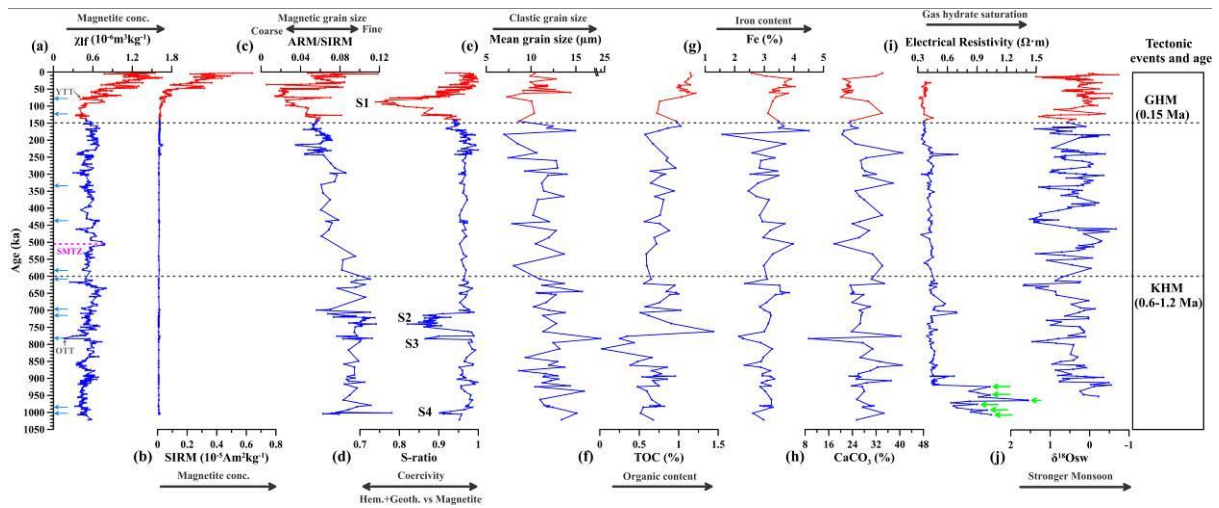 Magnetite conc.
Magnetic grain size
Coarse
Fine
Clastic grain size
Iron content
Gas hydrate saturation
(a) χlf (10⁻⁶m³kg⁻¹)
(c) ARM/SIRM
(e) Mean grain size (μm)
(g) Fe (%)
(i) Electrical Resistivity (Ω·m)
Tectonic
events and age
0 0.6 1.2 1.8
0 0.04 0.08 0.12
5 15 25
1 2 3 4 5
0.3 0.6 0.9 1.2 1.5
Age (ka)
0
50
100
150
200
250
300
350
400
450
500
550
600
650
700
750
800
850
900
950
1000
1050
YTT
SMTZ
OTT
S1
S2
S3
S4
GHM
(0.15 Ma)
KHM
(0.6-1.2 Ma)
0 0.2 0.4 0.6 0.8
0.7 0.8 0.9 1
0 0.5 1 1.5
8 16 24 32 40 48
2 1 0 -1
(b) SIRM (10⁻⁵Am²kg⁻¹)
(d) S-ratio
(f) TOC (%)
(h) CaCO₃ (%)
(j) δ¹⁸Osw
Magnetite conc.
Coercivity
Hem.+Geoth. vs Magnetite
Organic content
Stronger Monsoon